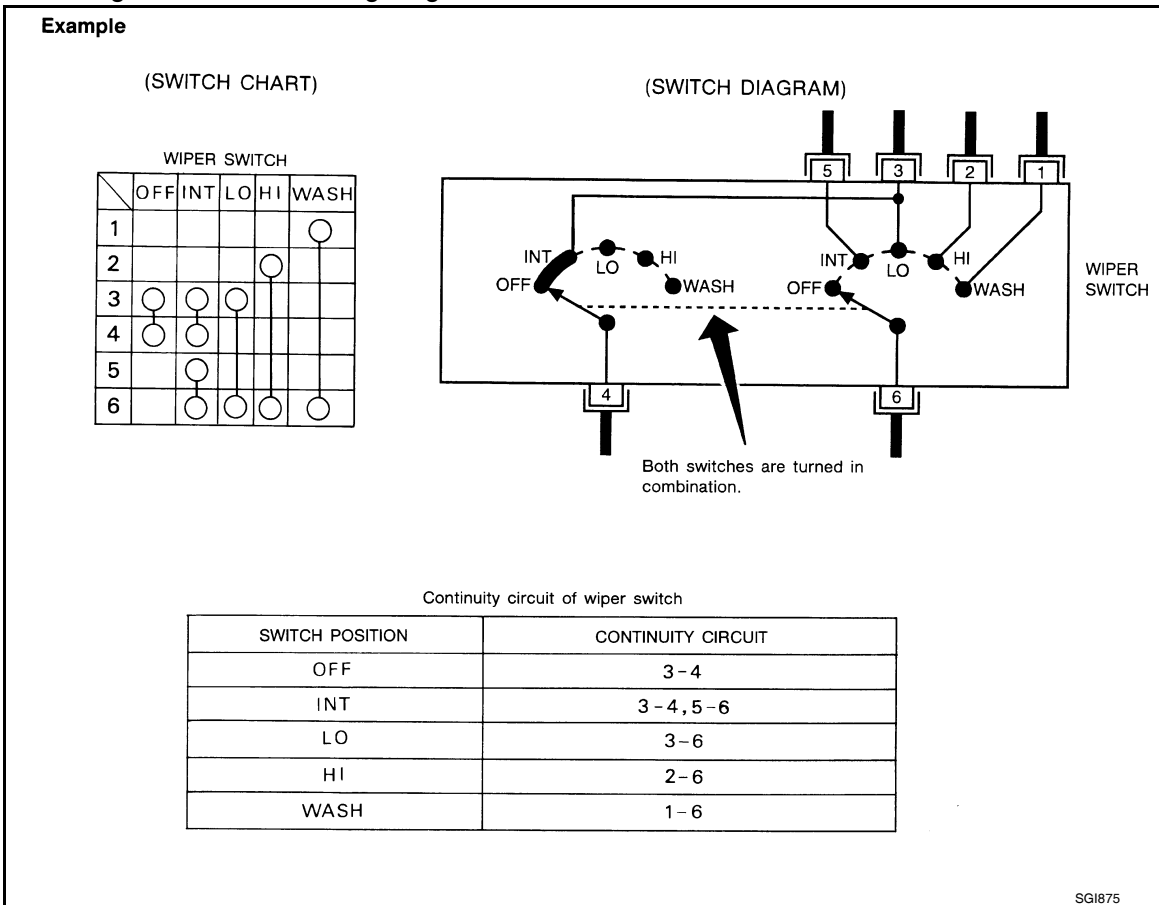 Example
(SWITCH CHART)
WIPER SWITCH
OFF INT LO HI WASH
1
2
3
4
5
6
(SWITCH DIAGRAM)
5 3 2 1
INT LO HI
OFF WASH
INT LO HI
OFF WASH
WIPER
SWITCH
4 6
Both switches are turned in
combination.
Continuity circuit of wiper switch
SWITCH POSITION CONTINUITY CIRCUIT
OFF 3-4
INT 3-4,5-6
LO 3-6
HI 2-6
WASH 1-6
SGI875